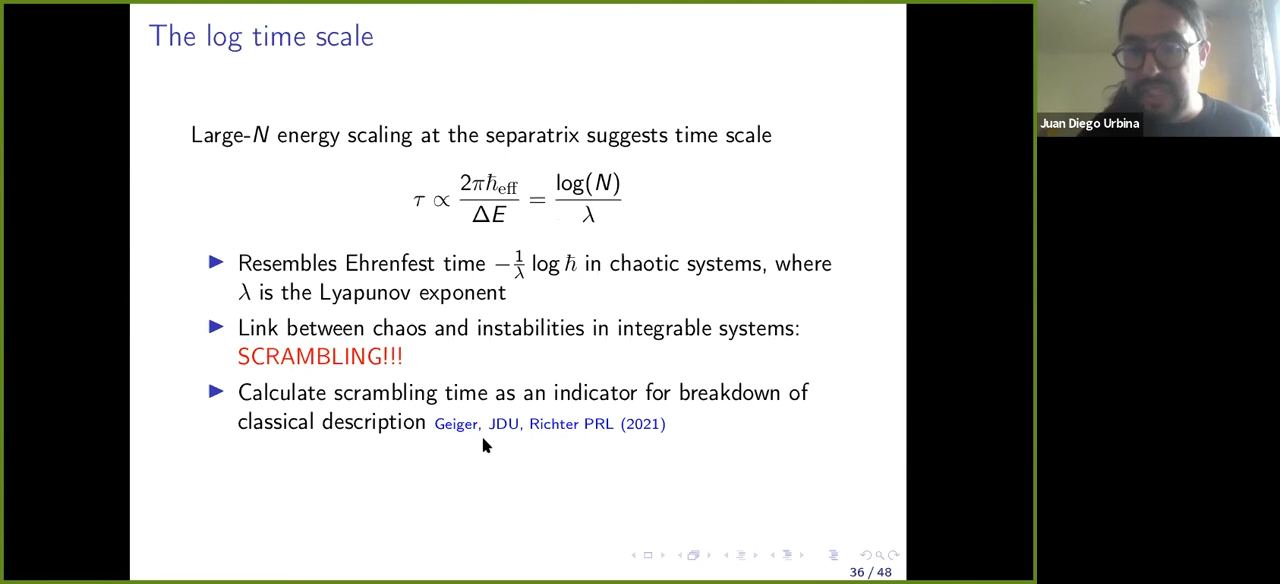 The log time scale
Juan Diego Urbina
Large-N energy scaling at the separatrix suggests time scale
τ ∝ 2πℏeff / ΔE = log(N) / λ
▶ Resembles Ehrenfest time −1/λ log ℏ in chaotic systems, where
λ is the Lyapunov exponent
▶ Link between chaos and instabilities in integrable systems:
SCRAMBLING!!!
▶ Calculate scrambling time as an indicator for breakdown of
classical description Geiger, JDU, Richter PRL (2021)
36 / 48